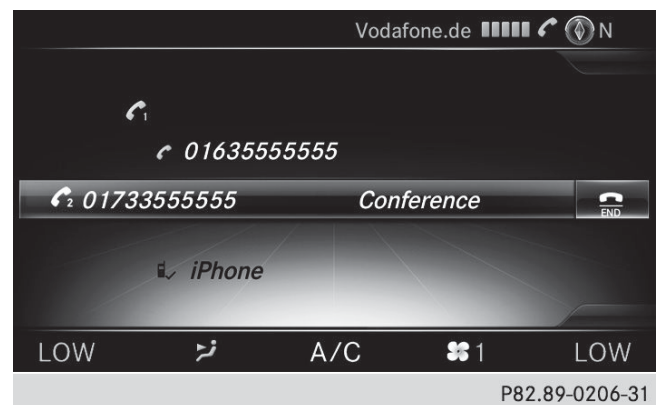 Vodafone.de N
1
01635555555
2 01733555555 Conference END
iPhone
LOW A/C 1 LOW
P82.89-0206-31